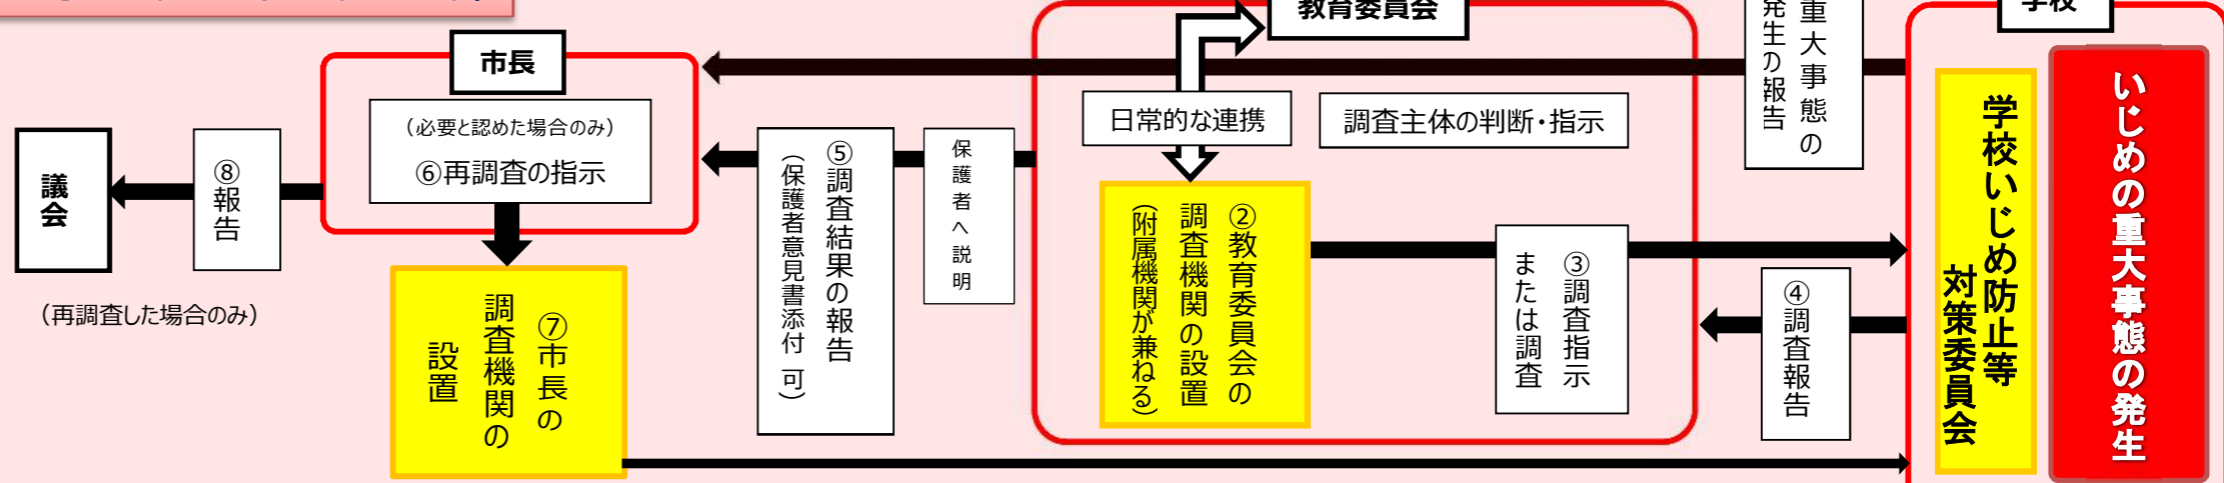 教育委員会
学校
市長
(必要と認めた場合のみ)
⑥再調査の指示
議会
⑧報告
(再調査した場合のみ)
⑦市長の
調査機関の
設置
⑤調査結果の報告
(保護者意見書添付 可)
保護者へ説明
日常的な連携
調査主体の判断・指示
②教育委員会の
調査機関の設置
(附属機関が兼ねる)
③調査指示
または調査
重大事態の
発生の報告
④調査報告
学校いじめ防止等
対策委員会
いじめの重大事態の発生